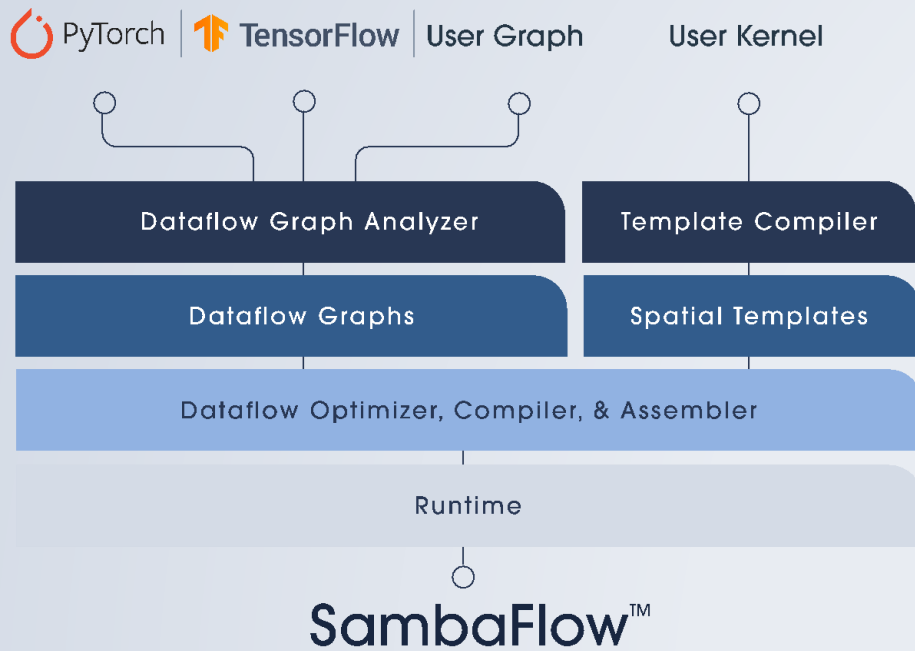 PyTorch TensorFlow User Graph User Kernel
Dataflow Graph Analyzer Template Compiler
Dataflow Graphs Spatial Templates
Dataflow Optimizer, Compiler, & Assembler
Runtime
SambaFlow™